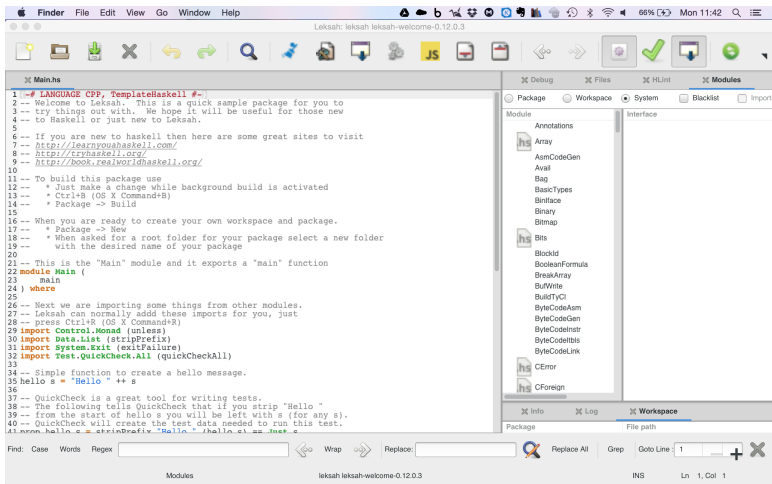 Finder File Edit View Go Window Help 66% Mon 11:42
Leksah: leksah leksah-welcome-0.12.0.3
JS
Main.hs
1 {-# LANGUAGE CPP, TemplateHaskell #-}
2 -- Welcome to Leksah. This is a quick sample package for you to
3 -- try things out with. We hope it will be useful for those new
4 -- to Haskell or just new to Leksah.
5
6 -- If you are new to haskell then here are some great sites to visit
7 -- http://learnyouahaskell.com/
8 -- http://tryhaskell.org/
9 -- http://book.realworldhaskell.org/
10
11 -- To build this package use
12 -- * Just make a change while background build is activated
13 -- * Ctrl+B (OS X Command+B)
14 -- * Package -> Build
15
16 -- When you are ready to create your own workspace and package.
17 -- * Package -> New
18 -- * When asked for a root folder for your package select a new folder
19 -- with the desired name of your package
20
21 -- This is the "Main" module and it exports a "main" function
22 module Main (
23 main
24 ) where
25
26 -- Next we are importing some things from other modules.
27 -- Leksah can normally addd these imports for you, just
28 -- press Ctrl+R (OS X Command+R)
29 import Control.Monad (unless)
30 import Data.List (stripPrefix)
31 import System.Exit (exitFailure)
32 import Test.QuickCheck.All (quickCheckAll)
33
34 -- Simple function to create a hello message.
35 hello s = "Hello " ++ s
36
37 -- QuickCheck is a great tool for writing tests.
38 -- The following tells QuickCheck that if you strip "Hello "
39 -- from the start of hello s you will be left with s (for any s).
40 -- QuickCheck will create the test data needed to run this test.
41 prop_hello s = stripPrefix "Hello " (hello s) == Just s
Debug Files HLint Modules
Package Workspace System Blacklist Import
Module Interface
Annotations
.hs Array
AsmCodeGen
Avail
Bag
BasicTypes
BinIface
Binary
Bitmap
.hs Bits
BlockId
BooleanFormula
BreakArray
BufWrite
BuildTyCl
ByteCodeAsm
ByteCodeGen
ByteCodeInstr
ByteCodeItbls
ByteCodeLink
.hs CError
.hs CForeign
Info Log Workspace
Package File path
Find: Case Words Regex Wrap Replace: Replace All Grep Goto Line : 1
Modules leksah leksah-welcome-0.12.0.3 INS Ln 1, Col 1